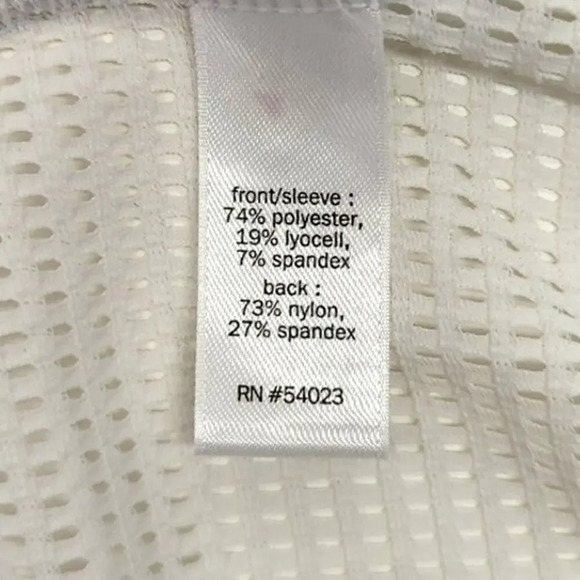 front/sleeve :
74% polyester,
19% lyocell,
7% spandex
back :
73% nylon,
27% spandex
RN #54023